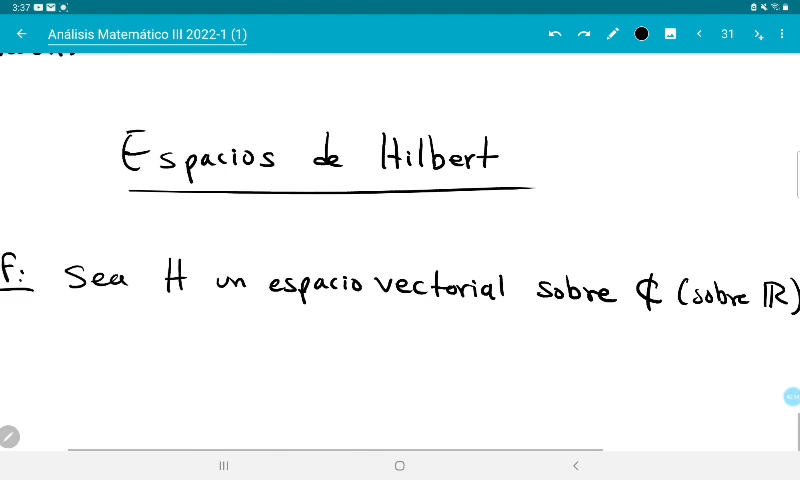 3:37
Análisis Matemático III 2022-1 (1)
31
Espacios de Hilbert
f: Sea H un espacio vectorial sobre ℂ (sobre ℝ)